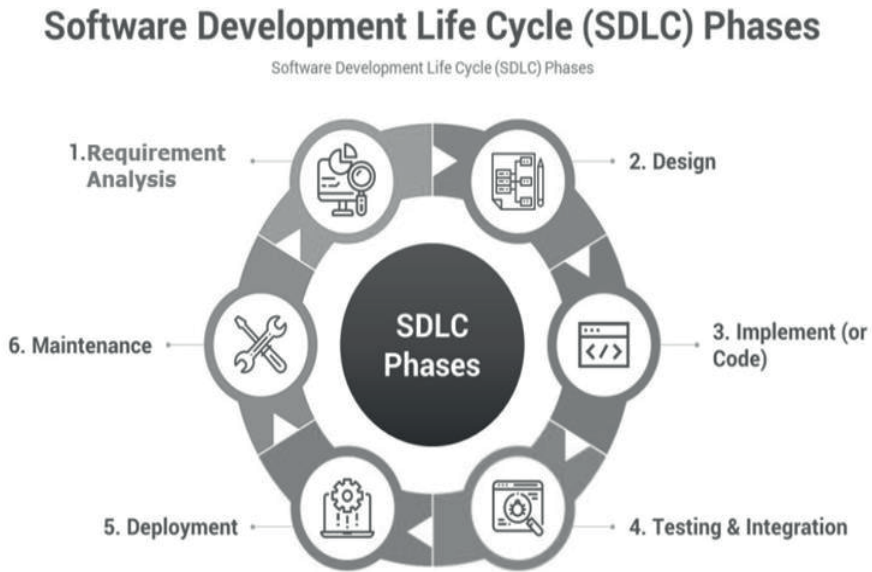 Software Development Life Cycle (SDLC) Phases
Software Development Life Cycle (SDLC) Phases
1.Requirement
Analysis
2. Design
SDLC
Phases
6. Maintenance
3. Implement (or
Code)
5. Deployment
4. Testing & Integration